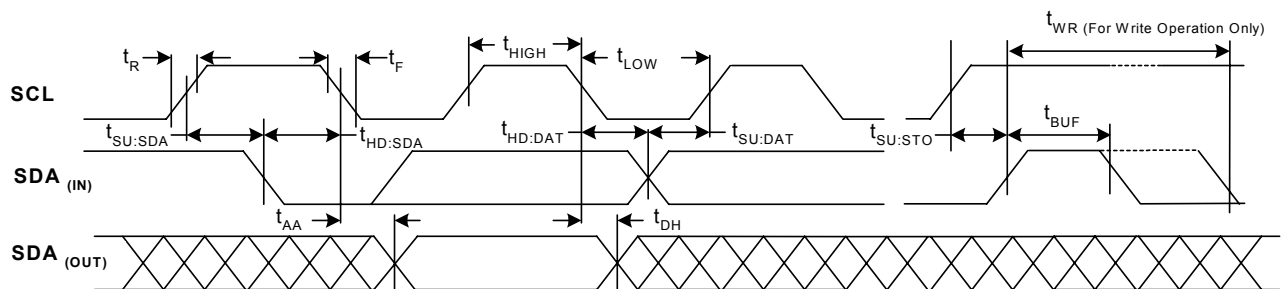 tWR (For Write Operation Only)
tR
tF
tHIGH
tLOW
SCL
tSU:SDA
tHD:SDA
tHD:DAT
tSU:DAT
tSU:STO
tBUF
SDA (IN)
tAA
tDH
SDA (OUT)